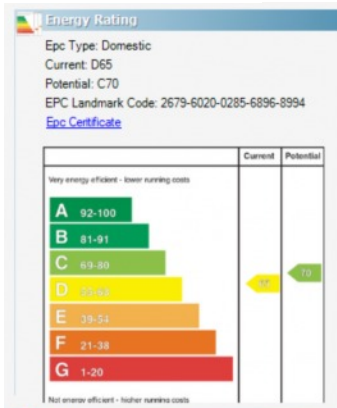 Energy Rating
Epc Type: Domestic
Current: D65
Potential: C70
EPC Landmark Code: 2679-6020-0285-6896-8994
Epc Certificate
Current Potential
Very energy efficient - lower running costs
A 92-100
B 81-91
C 69-80
D
E 39-54
F 21-38
G 1-20
70
Not energy efficient - higher running costs